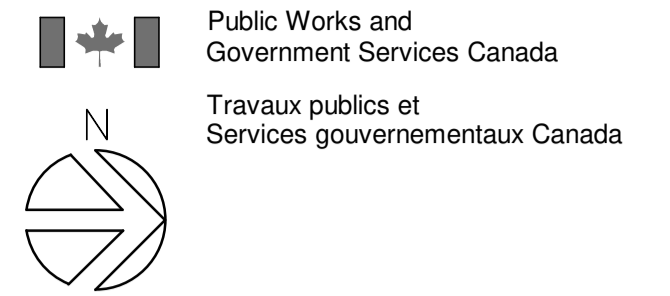 Public Works and
Government Services Canada
Travaux publics et
Services gouvernementaux Canada
N